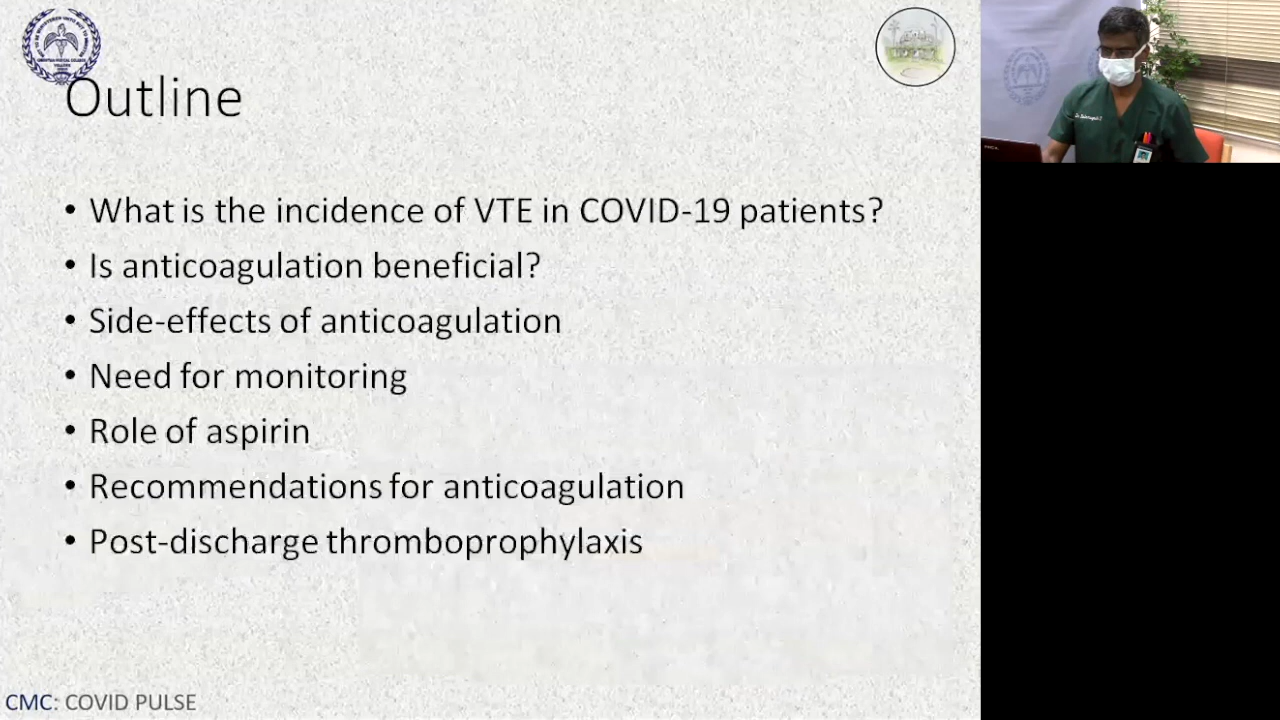 Outline
• What is the incidence of VTE in COVID-19 patients?
• Is anticoagulation beneficial?
• Side-effects of anticoagulation
• Need for monitoring
• Role of aspirin
• Recommendations for anticoagulation
• Post-discharge thromboprophylaxis
CMC: COVID PULSE